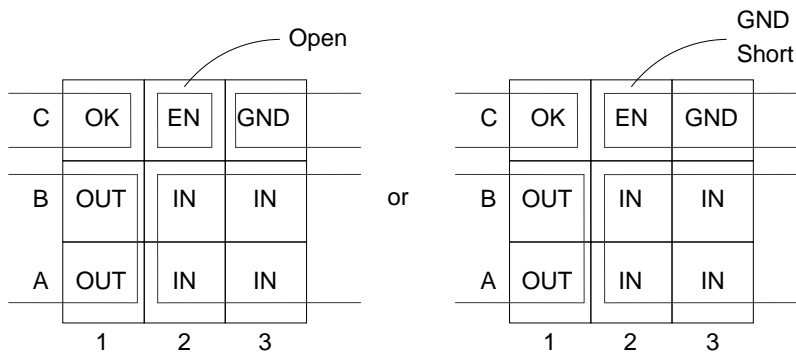 Open
GND
Short
C OK EN GND
C OK EN GND
B OUT IN IN
or
B OUT IN IN
A OUT IN IN
A OUT IN IN
1 2 3
1 2 3